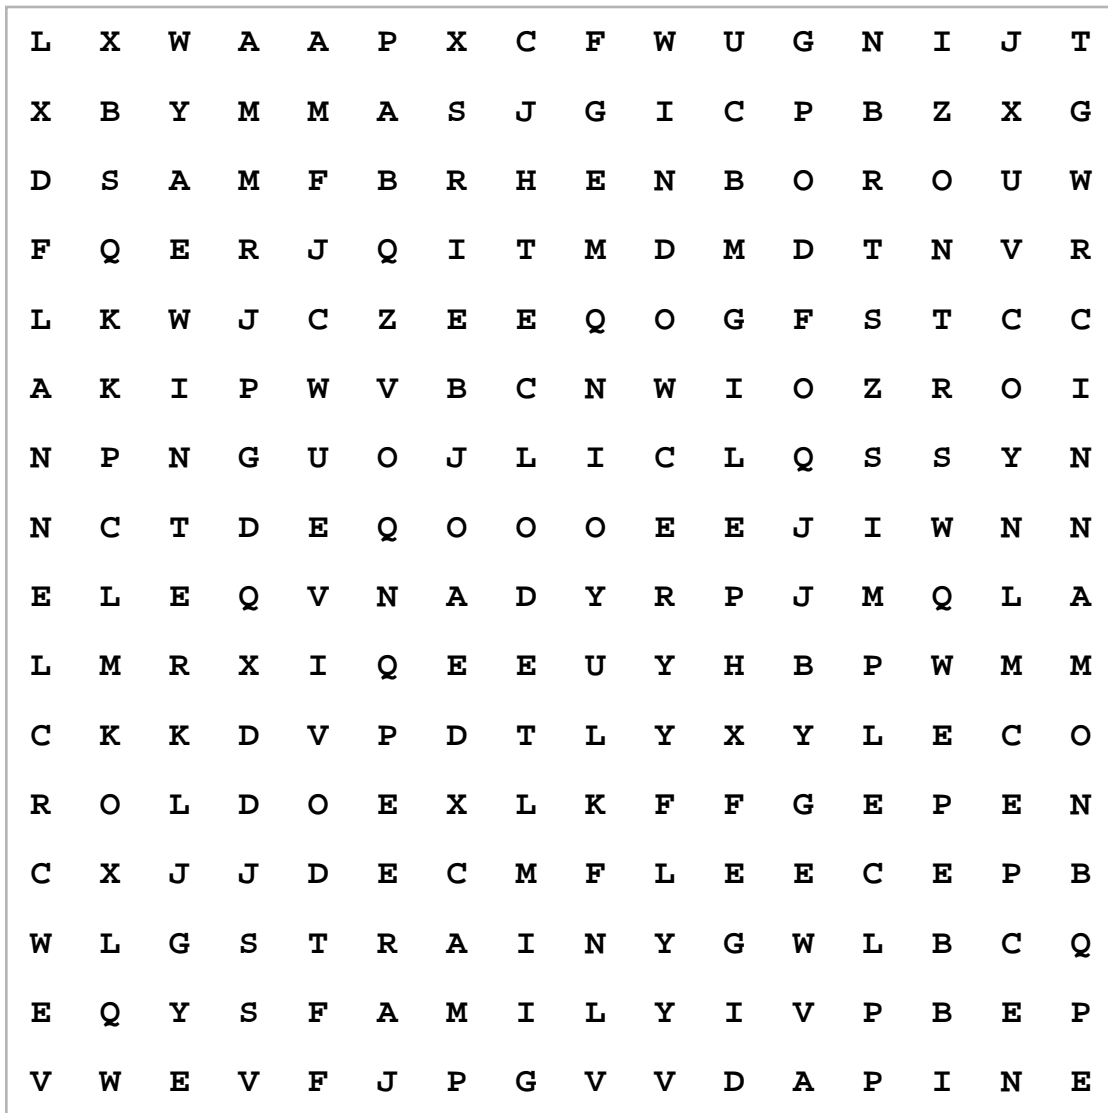 L X W A A P X C F W U G N I J T
X B Y M M A S J G I C P B Z X G
D S A M F B R H E N B O R O U W
F Q E R J Q I T M D M D T N V R
L K W J C Z E E Q O G F S T C C
A K I P W V B C N W I O Z R O I
N P N G U O J L I C L Q S S Y N
N C T D E Q O O O E E J I W N N
E L E Q V N A D Y R P J M Q L A
L M R X I Q E E U Y H B P W M M
C K K D V P D T L Y X Y L E C O
R O L D O E X L K F F G E P E N
C X J J D E C M F L E E C E P B
W L G S T R A I N Y G W L B C Q
E Q Y S F A M I L Y I V P B E P
V W E V F J P G V V D A P I N E